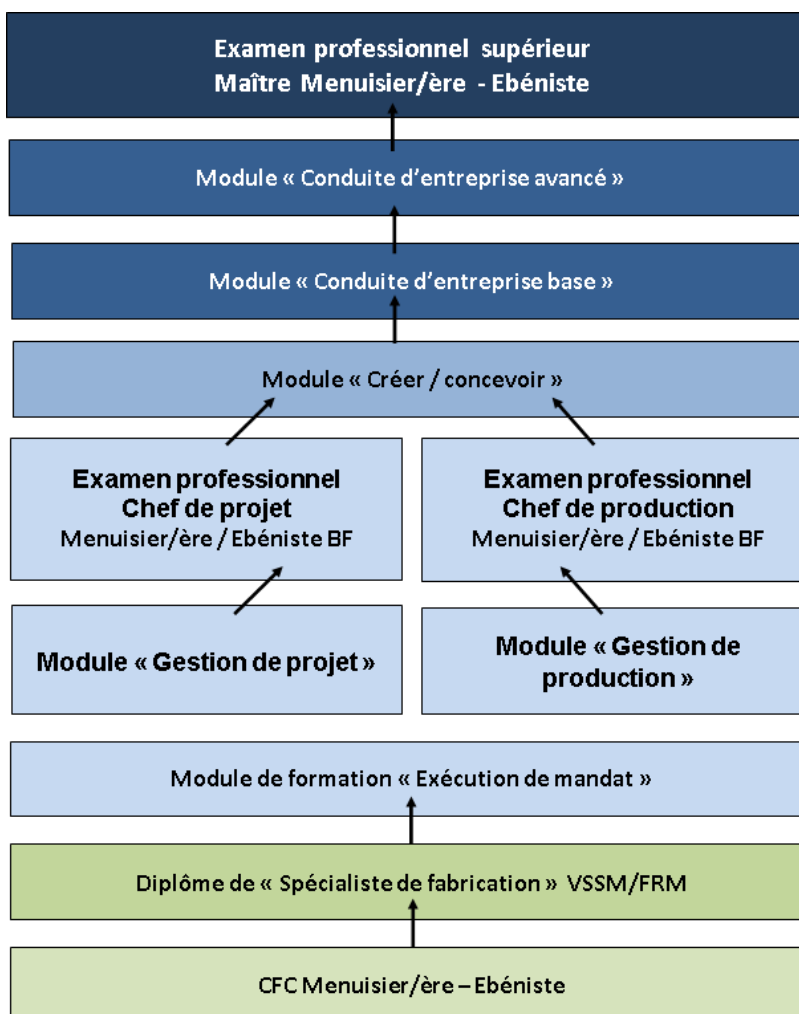 Examen professionnel supérieur
Maître Menuisier/ère - Ebéniste
Module « Conduite d'entreprise avancé »
Module « Conduite d'entreprise base »
Module « Créer / concevoir »
Examen professionnel
Chef de projet
Menuisier/ère / Ebéniste BF
Examen professionnel
Chef de production
Menuisier/ère / Ebéniste BF
Module « Gestion de projet »
Module « Gestion de
production »
Module de formation « Exécution de mandat »
Diplôme de « Spécialiste de fabrication » VSSM/FRM
CFC Menuisier/ère – Ebéniste